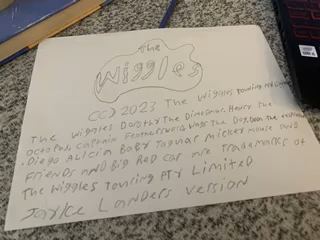 The
Wiggles
CC) 2023 The Wiggles Touring PTY Limited
The Wiggles Dorothy The Dinosaur, Henry The
Octopus, Captain Feathersword, Wags The Dog, Dora the explorer
Diego Alicia Baby Jaguar mickey mouse and
Friends and Big Red Car are Trademarks of
The Wiggles Touring PTY Limited
Landers version